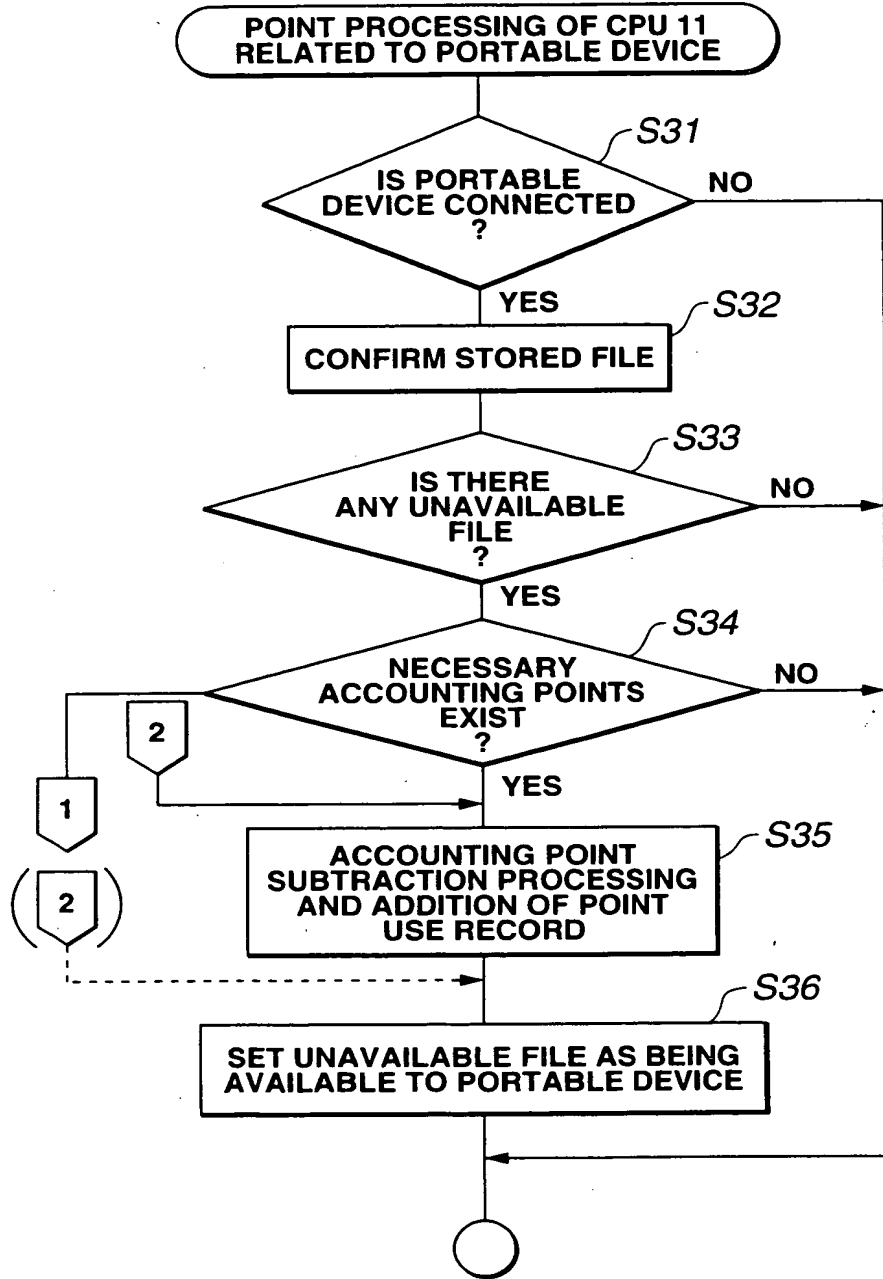 POINT PROCESSING OF CPU 11
RELATED TO PORTABLE DEVICE
S31
IS PORTABLE
DEVICE CONNECTED
?
NO
YES
S32
CONFIRM STORED FILE
S33
IS THERE
ANY UNAVAILABLE
FILE
?
NO
YES
S34
NECESSARY
ACCOUNTING POINTS
EXIST
?
NO
2
YES
1
S35
ACCOUNTING POINT
SUBTRACTION PROCESSING
AND ADDITION OF POINT
USE RECORD
(2)
S36
SET UNAVAILABLE FILE AS BEING
AVAILABLE TO PORTABLE DEVICE